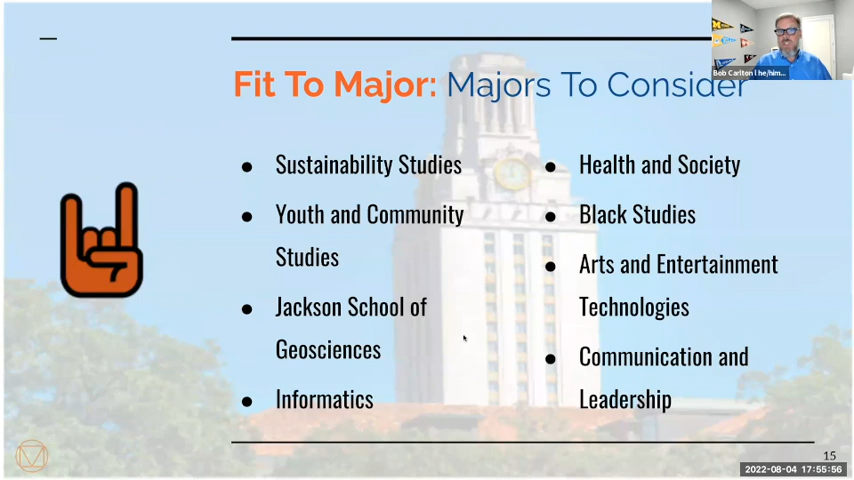 Bob Carlton | he/him...
Fit To Major: Majors To Consider
● Sustainability Studies
● Youth and Community
Studies
● Jackson School of
Geosciences
● Informatics
● Health and Society
● Black Studies
● Arts and Entertainment
Technologies
● Communication and
Leadership
15
2022-08-04 17:55:56